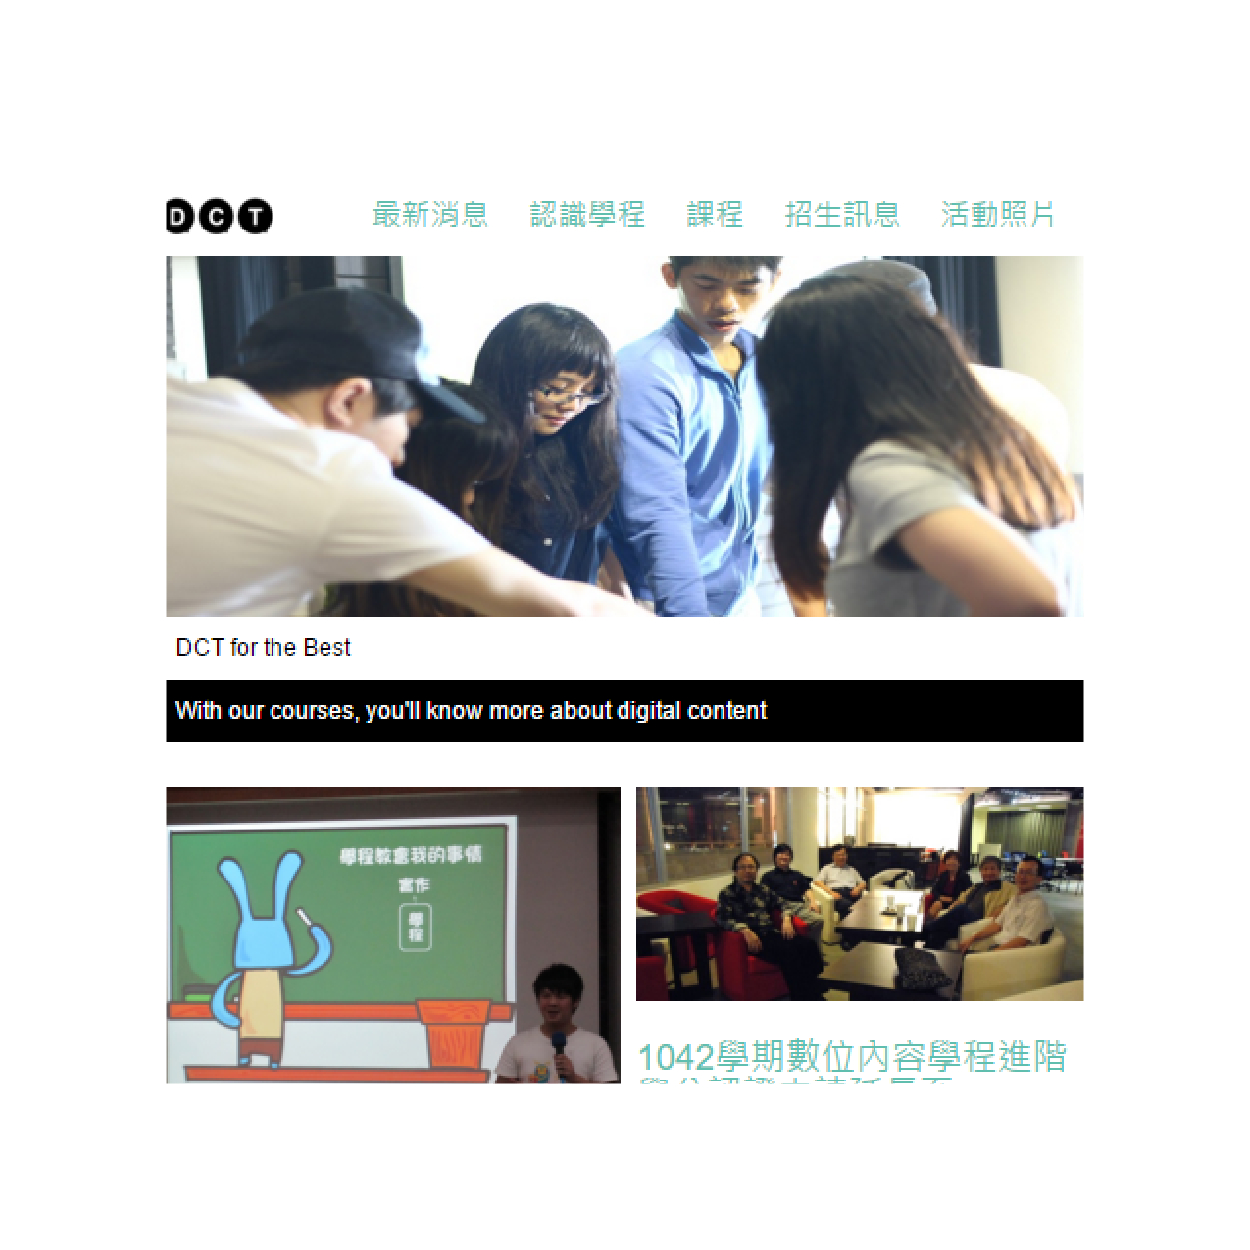 DCT
最新消息 認識學程 課程 招生訊息 活動照片
DCT for the Best
With our courses, you'll know more about digital content
學程教會我的事情
實作
學程
1042學期數位內容學程進階